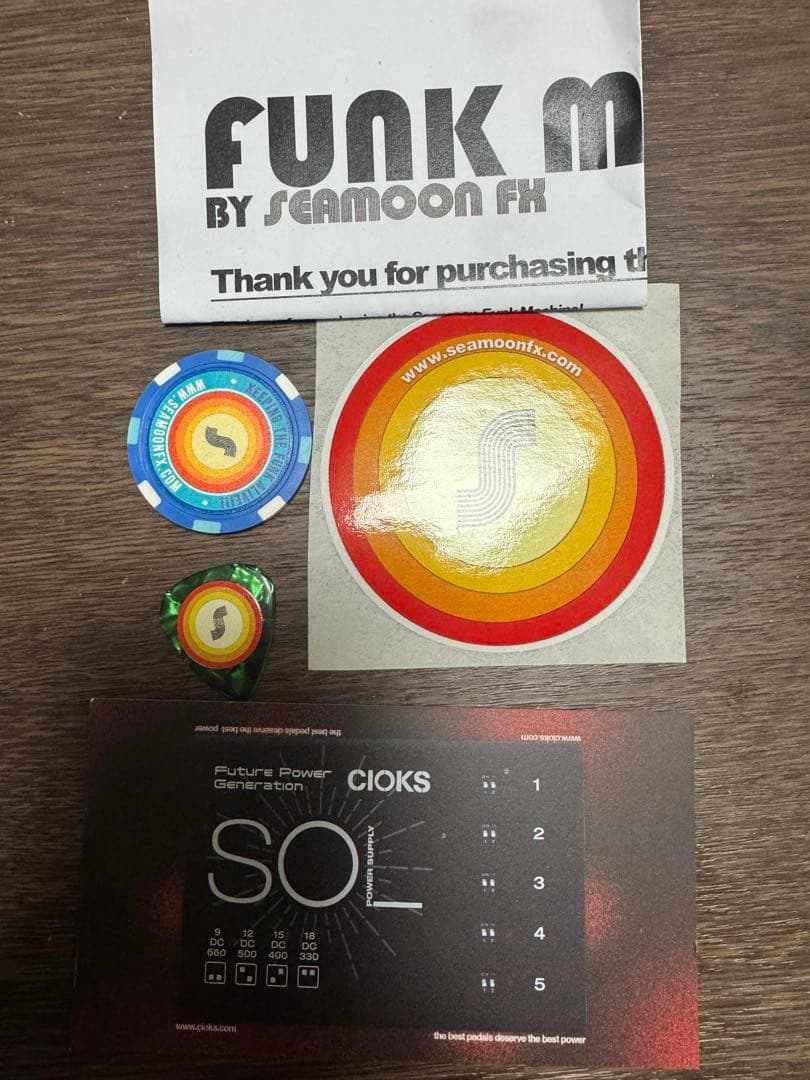 FUNK M
BY SEAMOON FX
Thank you for purchasing th
www.seamoonfx.com
S
KEEPING THE FUNK ALIVE!!!
WWW.SEAMOONFX.COM
S
S
the best pedals deserve the best power
www.cioks.com
Future Power
Generation
CIOKS
SOL
POWER SUPPLY
1
2
3
4
5
9 12 15 18
DC DC DC DC
660 500 400 330
www.cioks.com
the best pedals deserve the best power